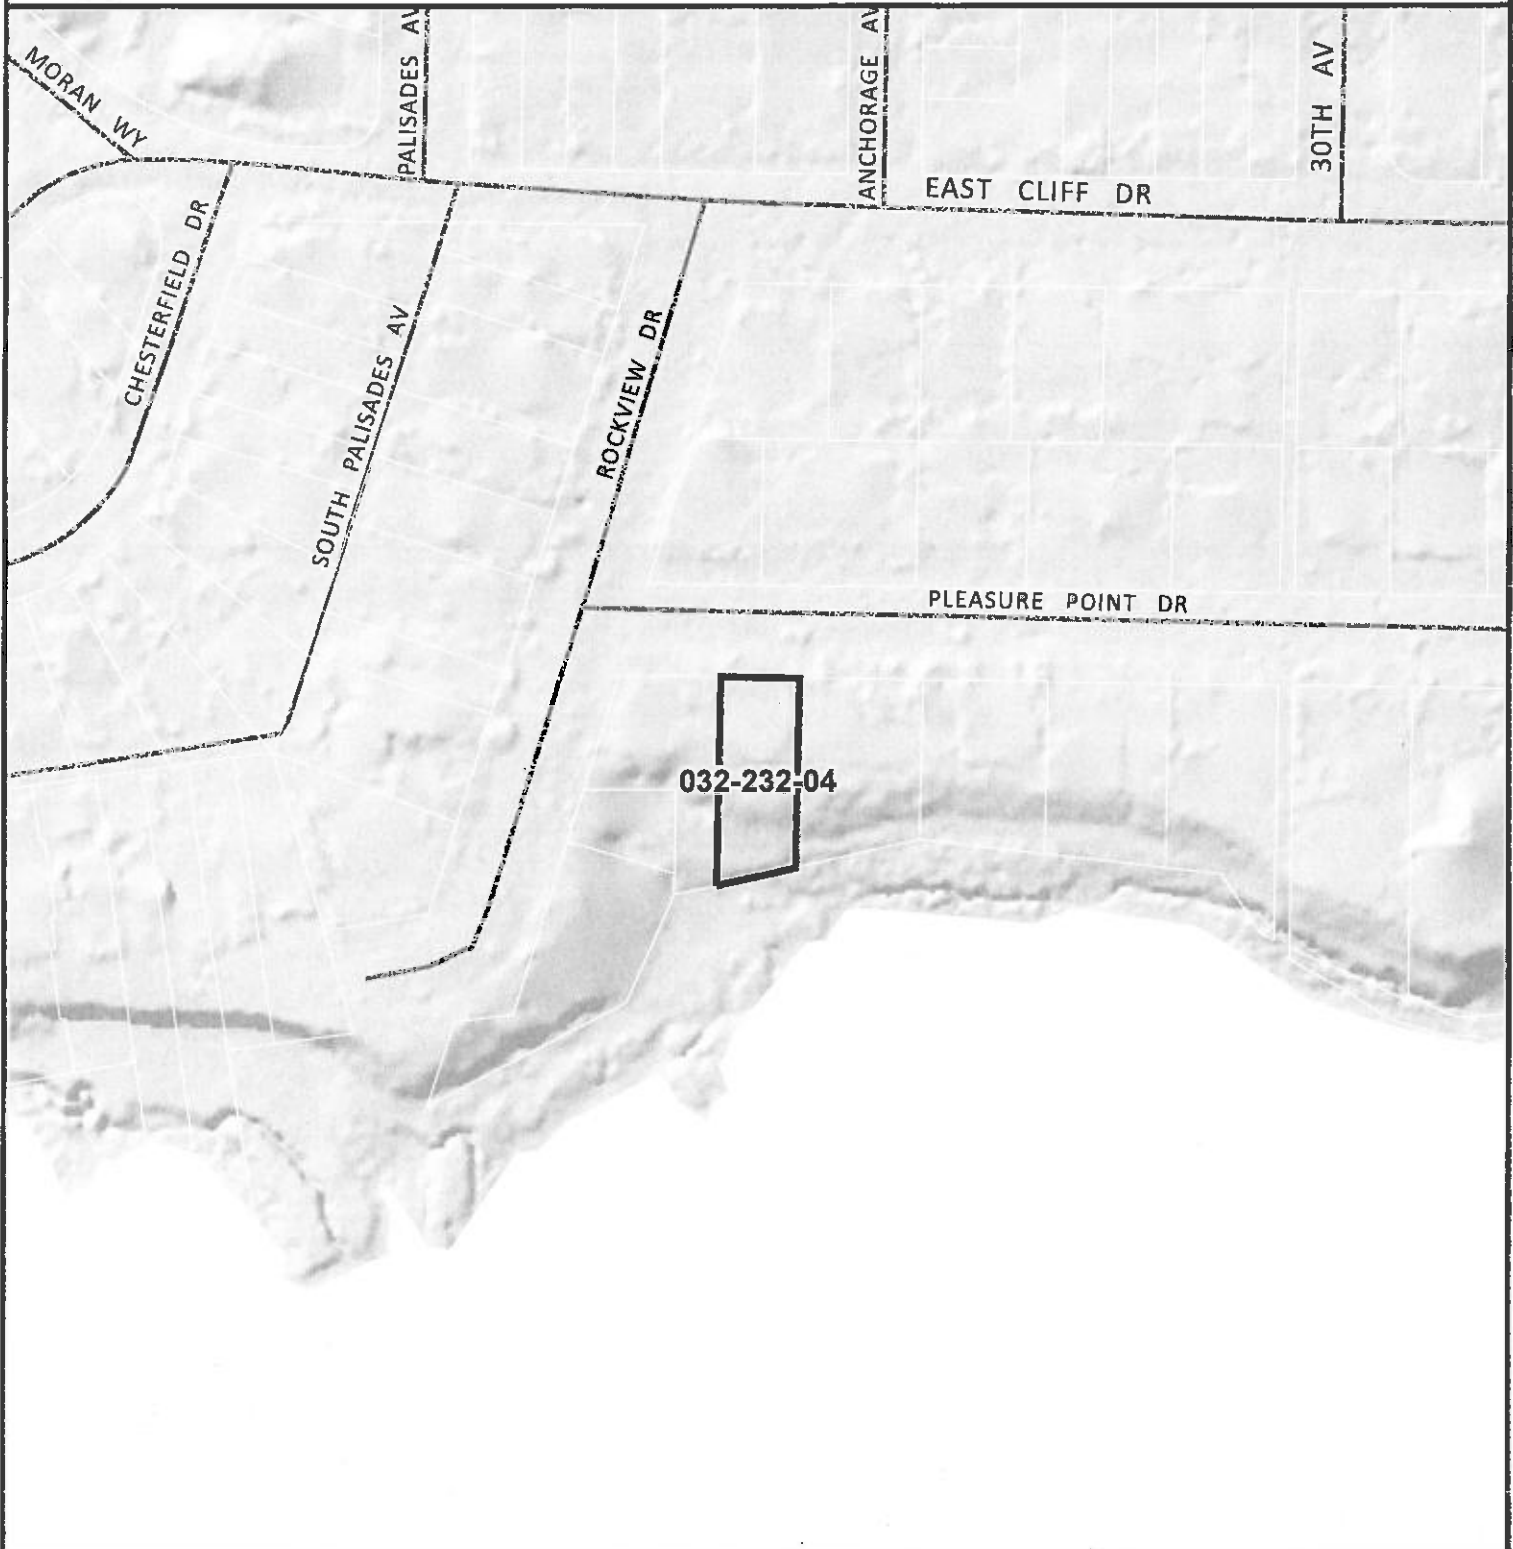 MORAN WY
PALISADES AV
ANCHORAGE AV
30TH AV
EAST CLIFF DR
CHESTERFIELD DR
SOUTH PALISADES AV
ROCKVIEW DR
PLEASURE POINT DR
032-232-04